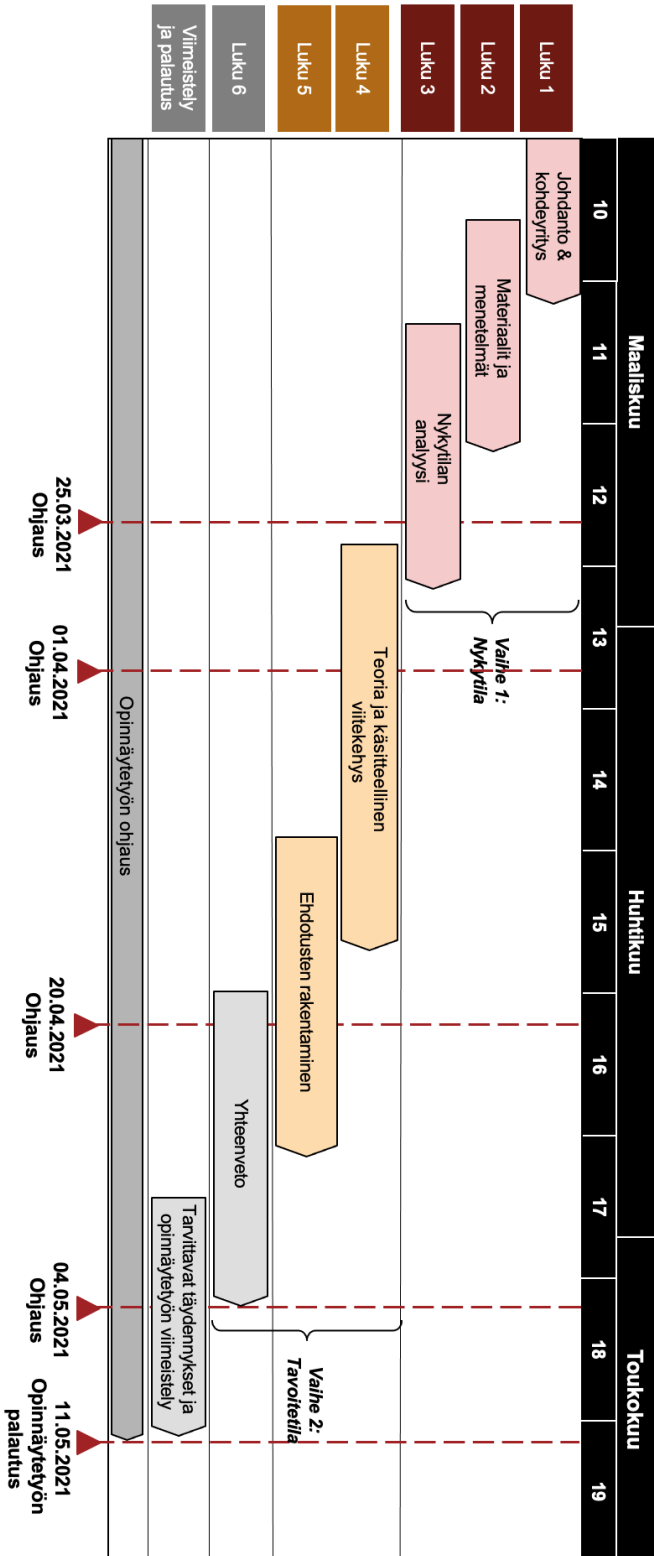 Maaliskuu
Huhtikuu
Toukokuu
10
11
12
13
14
15
16
17
18
19
Luku 1
Johdanto &
kohdeyritys
Luku 2
Materiaalit ja
menetelmät
Luku 3
Nykytilan
analyysi
Vaihe 1:
Nykytila
Luku 4
Teoria ja käsitteellinen
viitekehys
Luku 5
Ehdotusten rakentaminen
Luku 6
Yhteenveto
Vaihe 2:
Tavoitetila
Viimeistely
ja palautus
Tarvittavat täydennykset ja
opinnäytetyön viimeistely
Opinnäytetyön ohjaus
25.03.2021
Ohjaus
01.04.2021
Ohjaus
20.04.2021
Ohjaus
04.05.2021
Ohjaus
11.05.2021
Opinnäytetyön
palautus